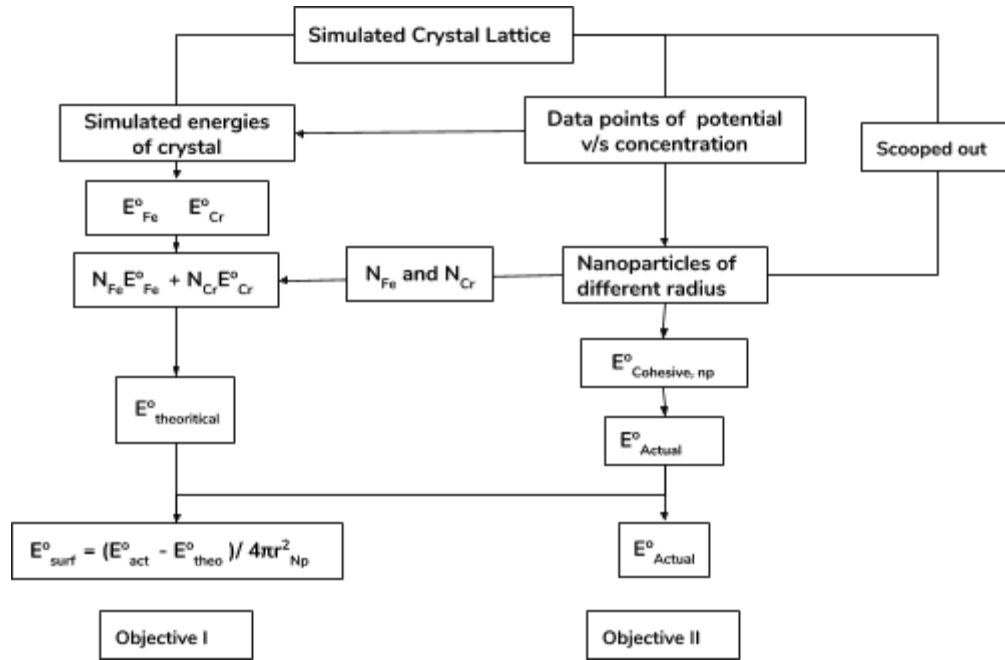 Simulated Crystal Lattice
Simulated energies
of crystal
Data points of potential
v/s concentration
Scooped out
E°Fe E°Cr
NFeE°Fe + NCrE°Cr
NFe and NCr
Nanoparticles of
different radius
E°Cohesive, np
E°theoritical
E°Actual
E°surf = (E°act - E°theo )/ 4πr²Np
E°Actual
Objective I
Objective II